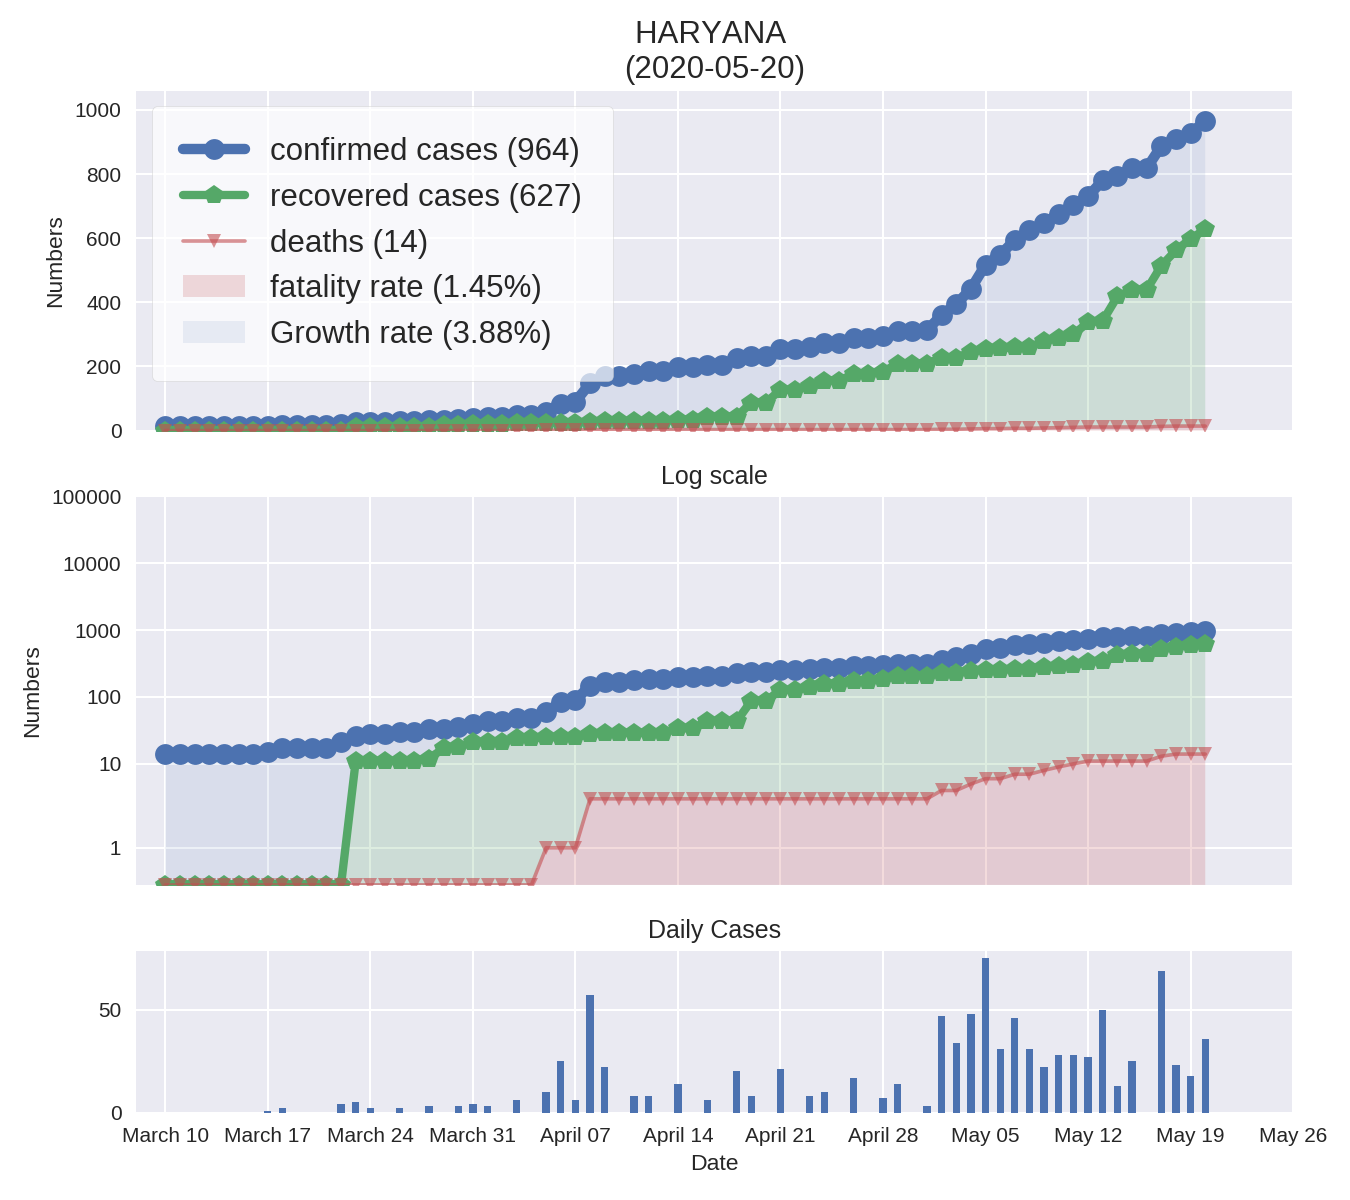 HARYANA
(2020-05-20)
1000
800
600
400
200
0
Numbers
confirmed cases (964)
recovered cases (627)
deaths (14)
fatality rate (1.45%)
Growth rate (3.88%)
Log scale
100000
10000
1000
100
10
1
Numbers
Daily Cases
50
0
March 10 March 17 March 24 March 31 April 07 April 14 April 21 April 28 May 05 May 12 May 19 May 26
Date